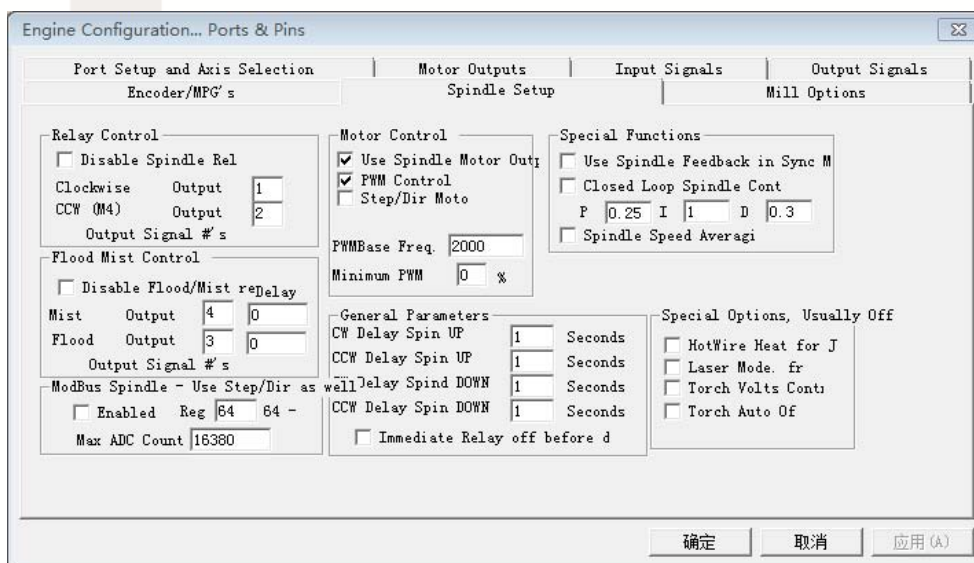 Engine Configuration... Ports & Pins
Port Setup and Axis Selection
Motor Outputs
Input Signals
Output Signals
Encoder/MPG's
Spindle Setup
Mill Options
Relay Control
Disable Spindle Rel
Clockwise Output 1
CCW (M4) Output 2
Output Signal #'s
Flood Mist Control
Disable Flood/Mist re
Delay
Mist Output 4 0
Flood Output 3 0
Output Signal #'s
ModBus Spindle - Use Step/Dir as well
Enabled Reg 64 64 -
Max ADC Count 16380
Motor Control
Use Spindle Motor Outp
PWM Control
Step/Dir Moto
PWMBase Freq. 2000
Minimum PWM 0 %
General Parameters
CW Delay Spin UP 1 Seconds
CCW Delay Spin UP 1 Seconds
Delay Spind DOWN 1 Seconds
CCW Delay Spin DOWN 1 Seconds
Immediate Relay off before d
Special Functions
Use Spindle Feedback in Sync M
Closed Loop Spindle Cont
P 0.25 I 1 D 0.3
Spindle Speed Averagi
Special Options, Usually Off
HotWire Heat for J
Laser Mode. fr
Torch Volts Cont
Torch Auto Of
确定
取消
应用(A)